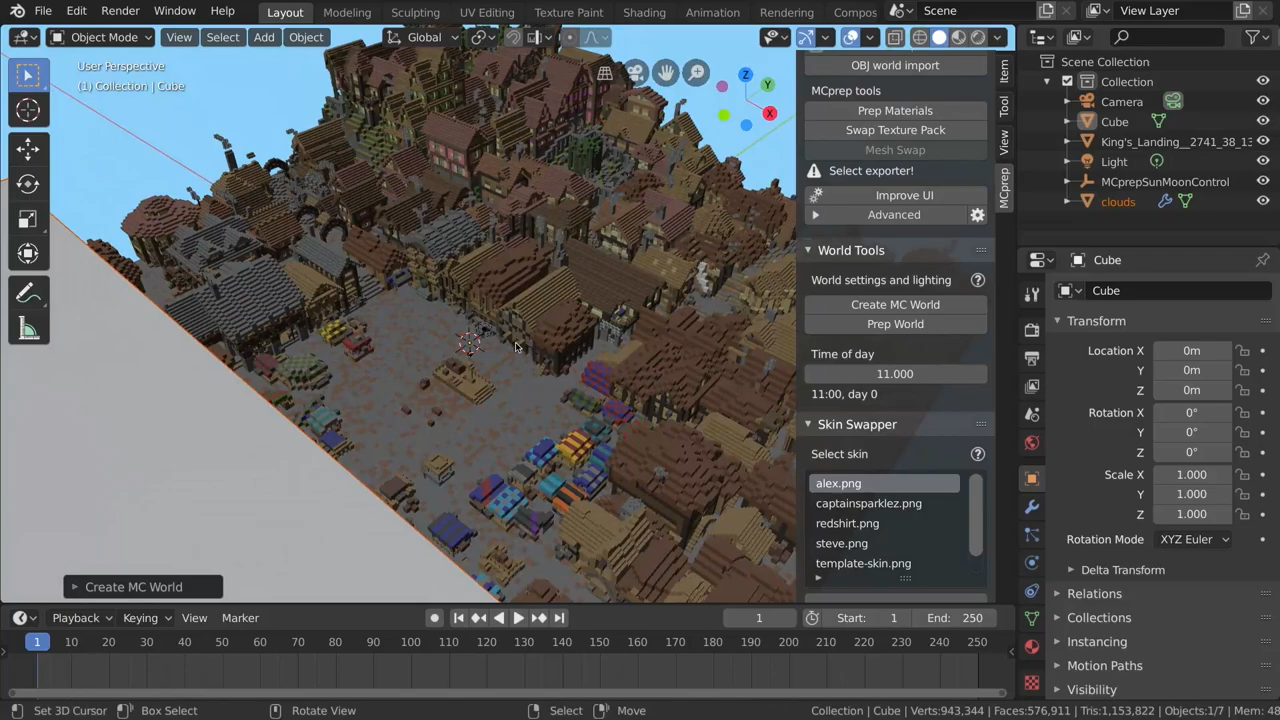 File Edit Render Window Help Layout Modeling Sculpting UV Editing Texture Paint Shading Animation Rendering Compos Scene View Layer
Object Mode View Select Add Object Global
User Perspective
(1) Collection | Cube
Z
Y
X
OBJ world import
MCprep tools
Prep Materials
Swap Texture Pack
Mesh Swap
Select exporter!
Improve UI
Advanced
World Tools
World settings and lighting
Create MC World
Prep World
Time of day
11.000
11:00, day 0
Skin Swapper
Select skin
alex.png
captainsparklez.png
redshirt.png
steve.png
template-skin.png
Item
Tool
View
MCprep
Scene Collection
Collection
Camera
Cube
King's_Landing__2741_38_13
Light
MCprepSunMoonControl
clouds
Cube
Cube
Transform
Location X 0m
Y 0m
Z 0m
Rotation X 0°
Y 0°
Z 0°
Scale X 1.000
Y 1.000
Z 1.000
Rotation Mode XYZ Euler
Delta Transform
Relations
Collections
Instancing
Motion Paths
Visibility
Create MC World
Playback Keying View Marker 1 Start: 1 End: 250
1 10 20 30 40 50 60 70 80 90 100 110 120 130 140 150 160 170 180 190 200 210 220 230 240 250
Set 3D Cursor Box Select Rotate View Select Move Collection | Cube | Verts:943,344 | Faces:576,911 | Tris:1,153,822 | Objects:1/7 | Mem: 48